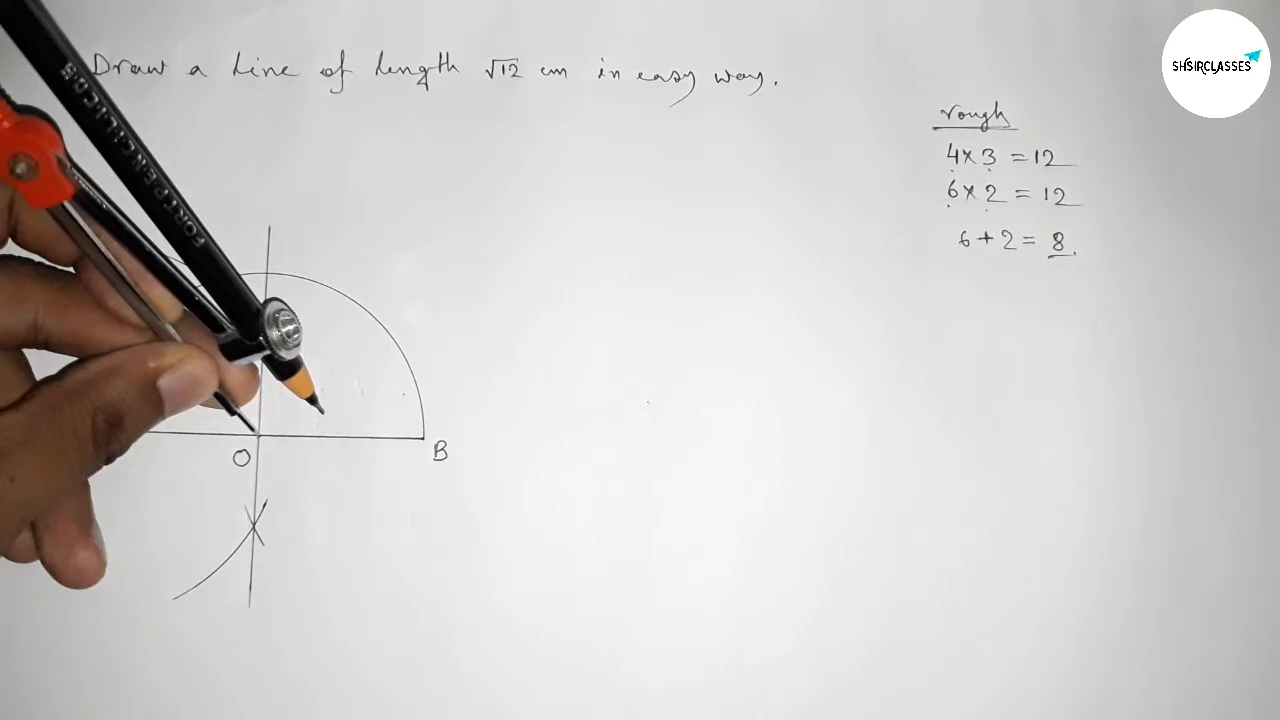 Draw a line of length √12 cm in easy way.
SHSIRCLASSES
rough
4×3 = 12
6×2 = 12
6+2 = 8.
FORTPENCILICOS
O
B